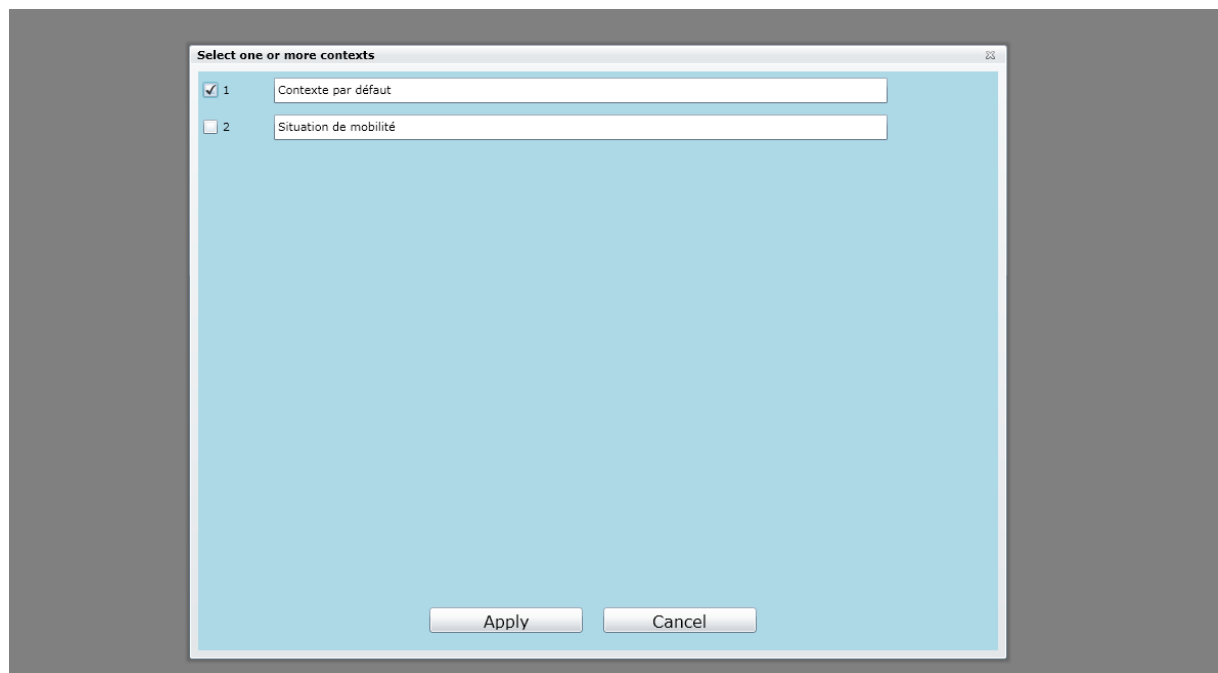 Select one or more contexts
1 Contexte par défaut
2 Situation de mobilité
Apply Cancel